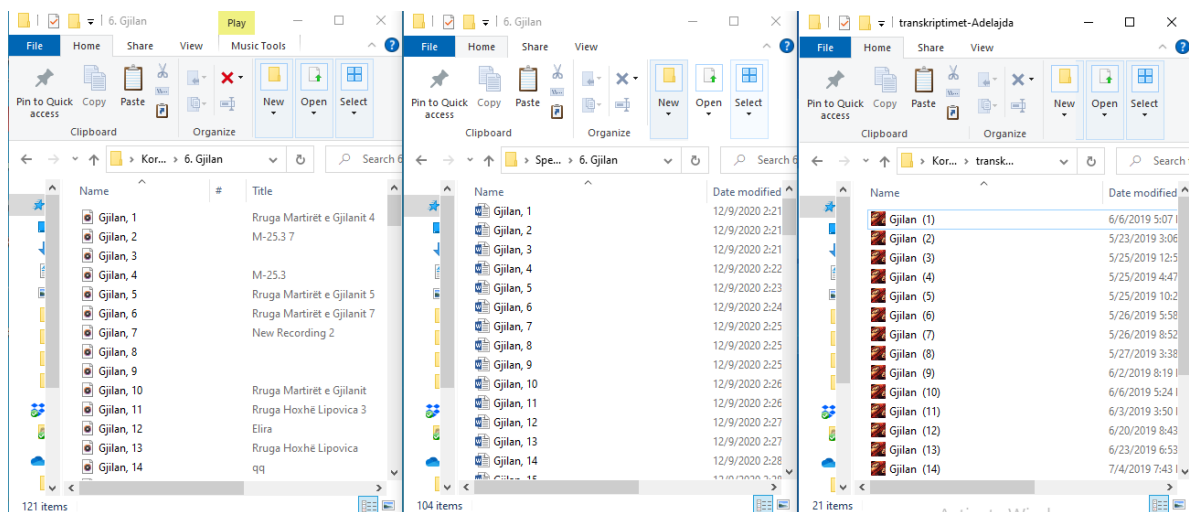 6. Gjilan
Play
File Home Share View Music Tools
Pin to Quick access
Copy
Paste
New
Open
Select
Clipboard
Organize
Kor... > 6. Gjilan
Search 6
Name # Title
Gjilan, 1 Rruga Martirët e Gjilanit 4
Gjilan, 2 M-25.3 7
Gjilan, 3
Gjilan, 4 M-25.3
Gjilan, 5 Rruga Martirët e Gjilanit 5
Gjilan, 6 Rruga Martirët e Gjilanit 7
Gjilan, 7 New Recording 2
Gjilan, 8
Gjilan, 9
Gjilan, 10 Rruga Martirët e Gjilanit
Gjilan, 11 Rruga Hoxhë Lipovica 3
Gjilan, 12 Elira
Gjilan, 13 Rruga Hoxhë Lipovica
Gjilan, 14 qq
121 items
6. Gjilan
File Home Share View
Pin to Quick access
Copy
Paste
New
Open
Select
Clipboard
Organize
Spe... > 6. Gjilan
Search 6
Name Date modified
Gjilan, 1 12/9/2020 2:21
Gjilan, 2 12/9/2020 2:21
Gjilan, 3 12/9/2020 2:21
Gjilan, 4 12/9/2020 2:22
Gjilan, 5 12/9/2020 2:23
Gjilan, 6 12/9/2020 2:24
Gjilan, 7 12/9/2020 2:25
Gjilan, 8 12/9/2020 2:25
Gjilan, 9 12/9/2020 2:25
Gjilan, 10 12/9/2020 2:26
Gjilan, 11 12/9/2020 2:26
Gjilan, 12 12/9/2020 2:27
Gjilan, 13 12/9/2020 2:27
Gjilan, 14 12/9/2020 2:28
104 items
transkriptimet-Adelajda
File Home Share View
Pin to Quick access
Copy
Paste
New
Open
Select
Clipboard
Organize
Kor... > transk...
Search
Name Date modified
Gjilan (1) 6/6/2019 5:07
Gjilan (2) 5/23/2019 3:06
Gjilan (3) 5/25/2019 12:5
Gjilan (4) 5/25/2019 4:47
Gjilan (5) 5/25/2019 10:2
Gjilan (6) 5/26/2019 5:58
Gjilan (7) 5/26/2019 8:52
Gjilan (8) 5/27/2019 3:38
Gjilan (9) 6/2/2019 8:19
Gjilan (10) 6/6/2019 5:24
Gjilan (11) 6/3/2019 3:50
Gjilan (12) 6/20/2019 8:43
Gjilan (13) 6/23/2019 6:53
Gjilan (14) 7/4/2019 7:43
21 items